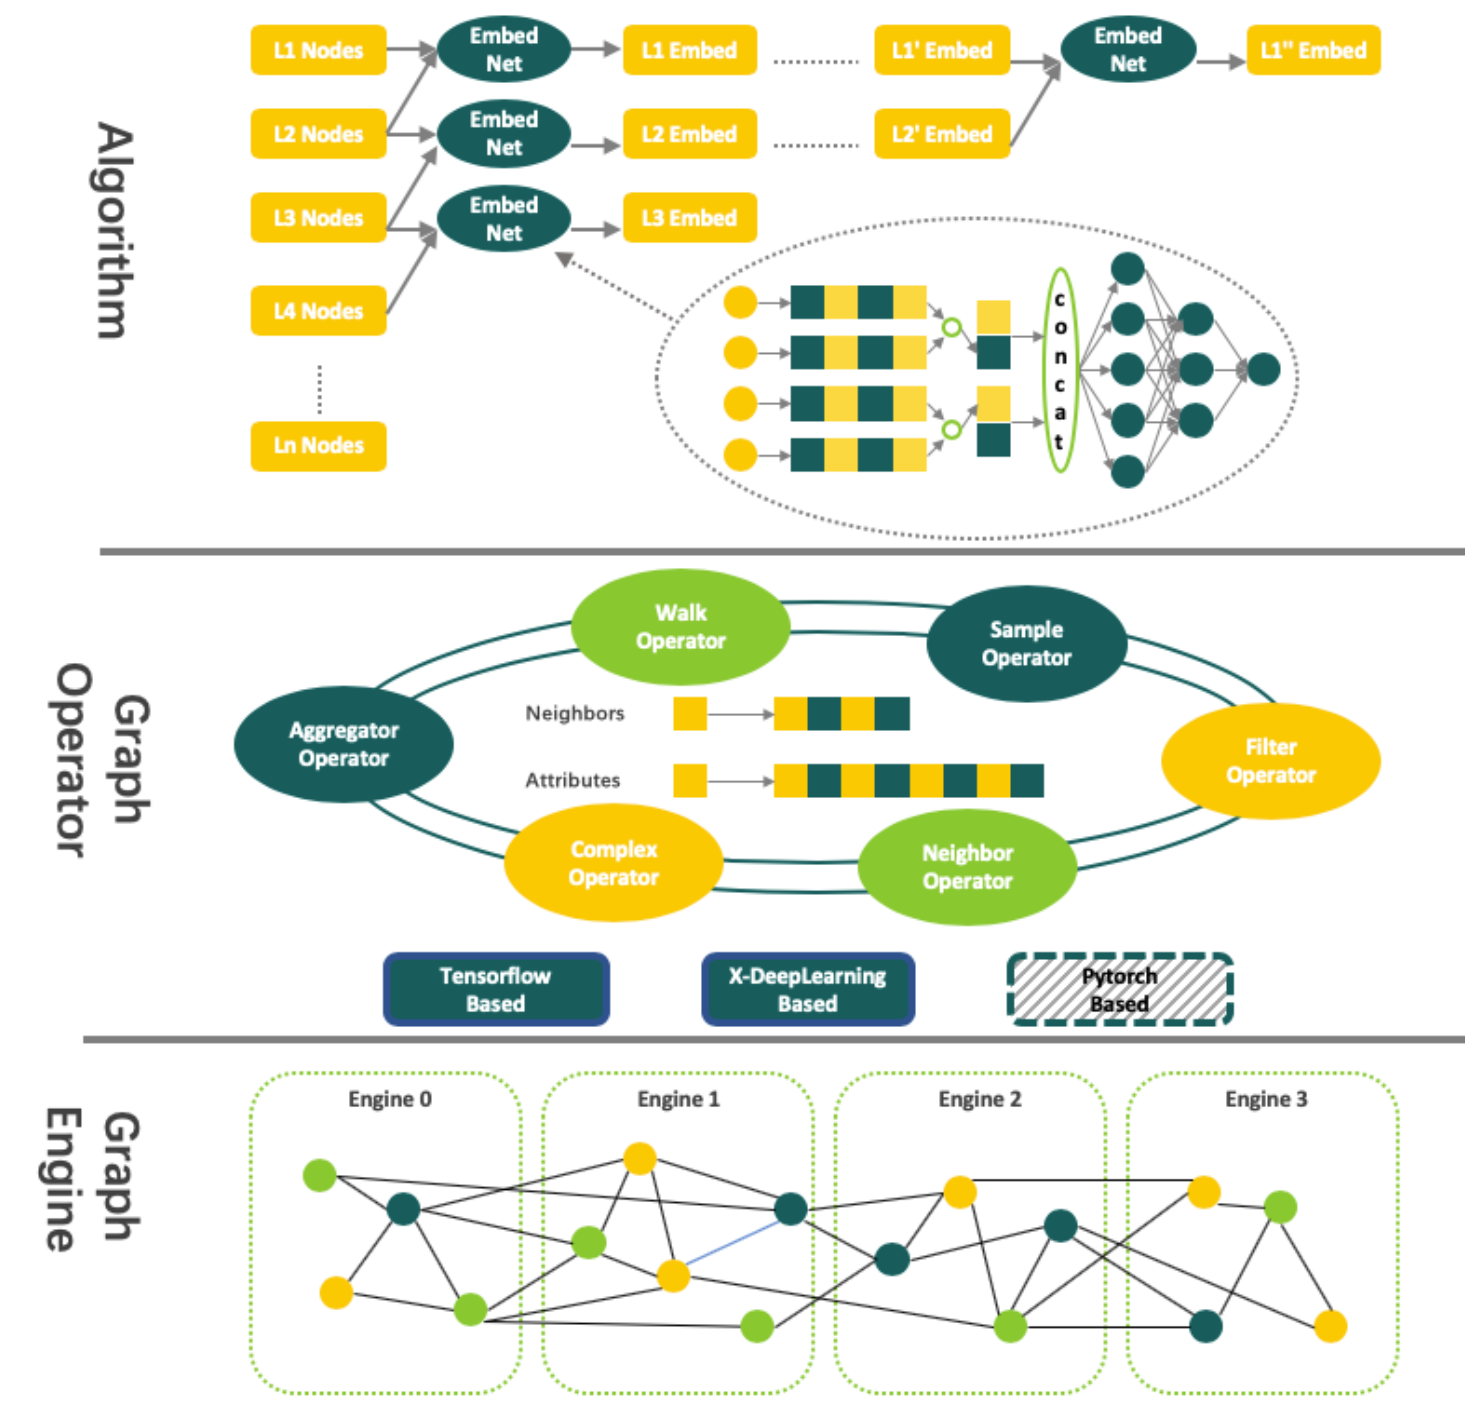 Algorithm
L1 Nodes
Embed
Net
L1 Embed
L1' Embed
Embed
Net
L1" Embed
L2 Nodes
Embed
Net
L2 Embed
L2' Embed
L3 Nodes
Embed
Net
L3 Embed
L4 Nodes
Ln Nodes
concat
Graph
Operator
Walk
Operator
Sample
Operator
Aggregator
Operator
Neighbors
Attributes
Filter
Operator
Complex
Operator
Neighbor
Operator
Tensorflow
Based
X-DeepLearning
Based
Pytorch
Based
Graph
Engine
Engine 0
Engine 1
Engine 2
Engine 3